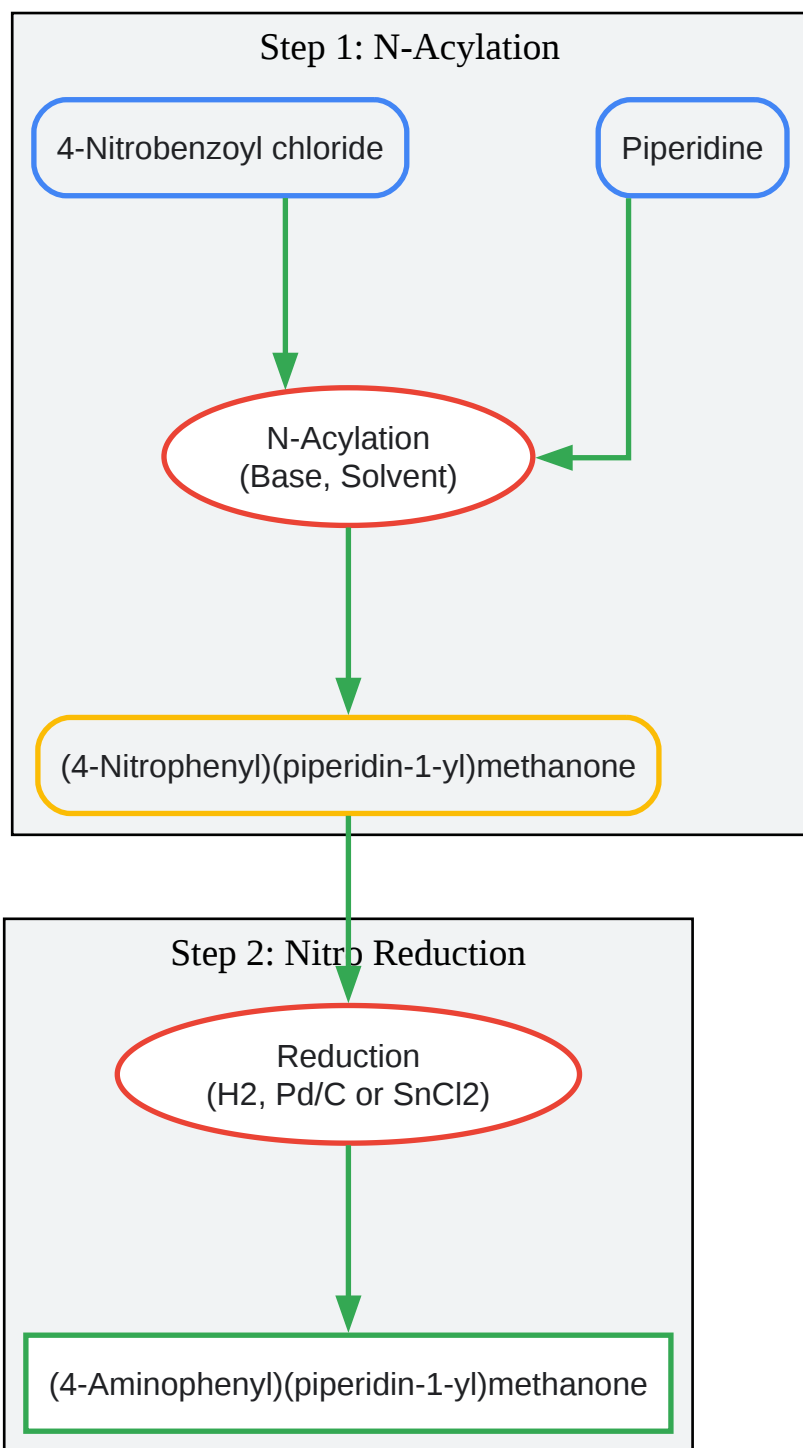 Step 1: N-Acylation
4-Nitrobenzoyl chloride
Piperidine
N-Acylation
(Base, Solvent)
(4-Nitrophenyl)(piperidin-1-yl)methanone
Step 2: Nitro Reduction
Reduction
(H2, Pd/C or SnCl2)
(4-Aminophenyl)(piperidin-1-yl)methanone